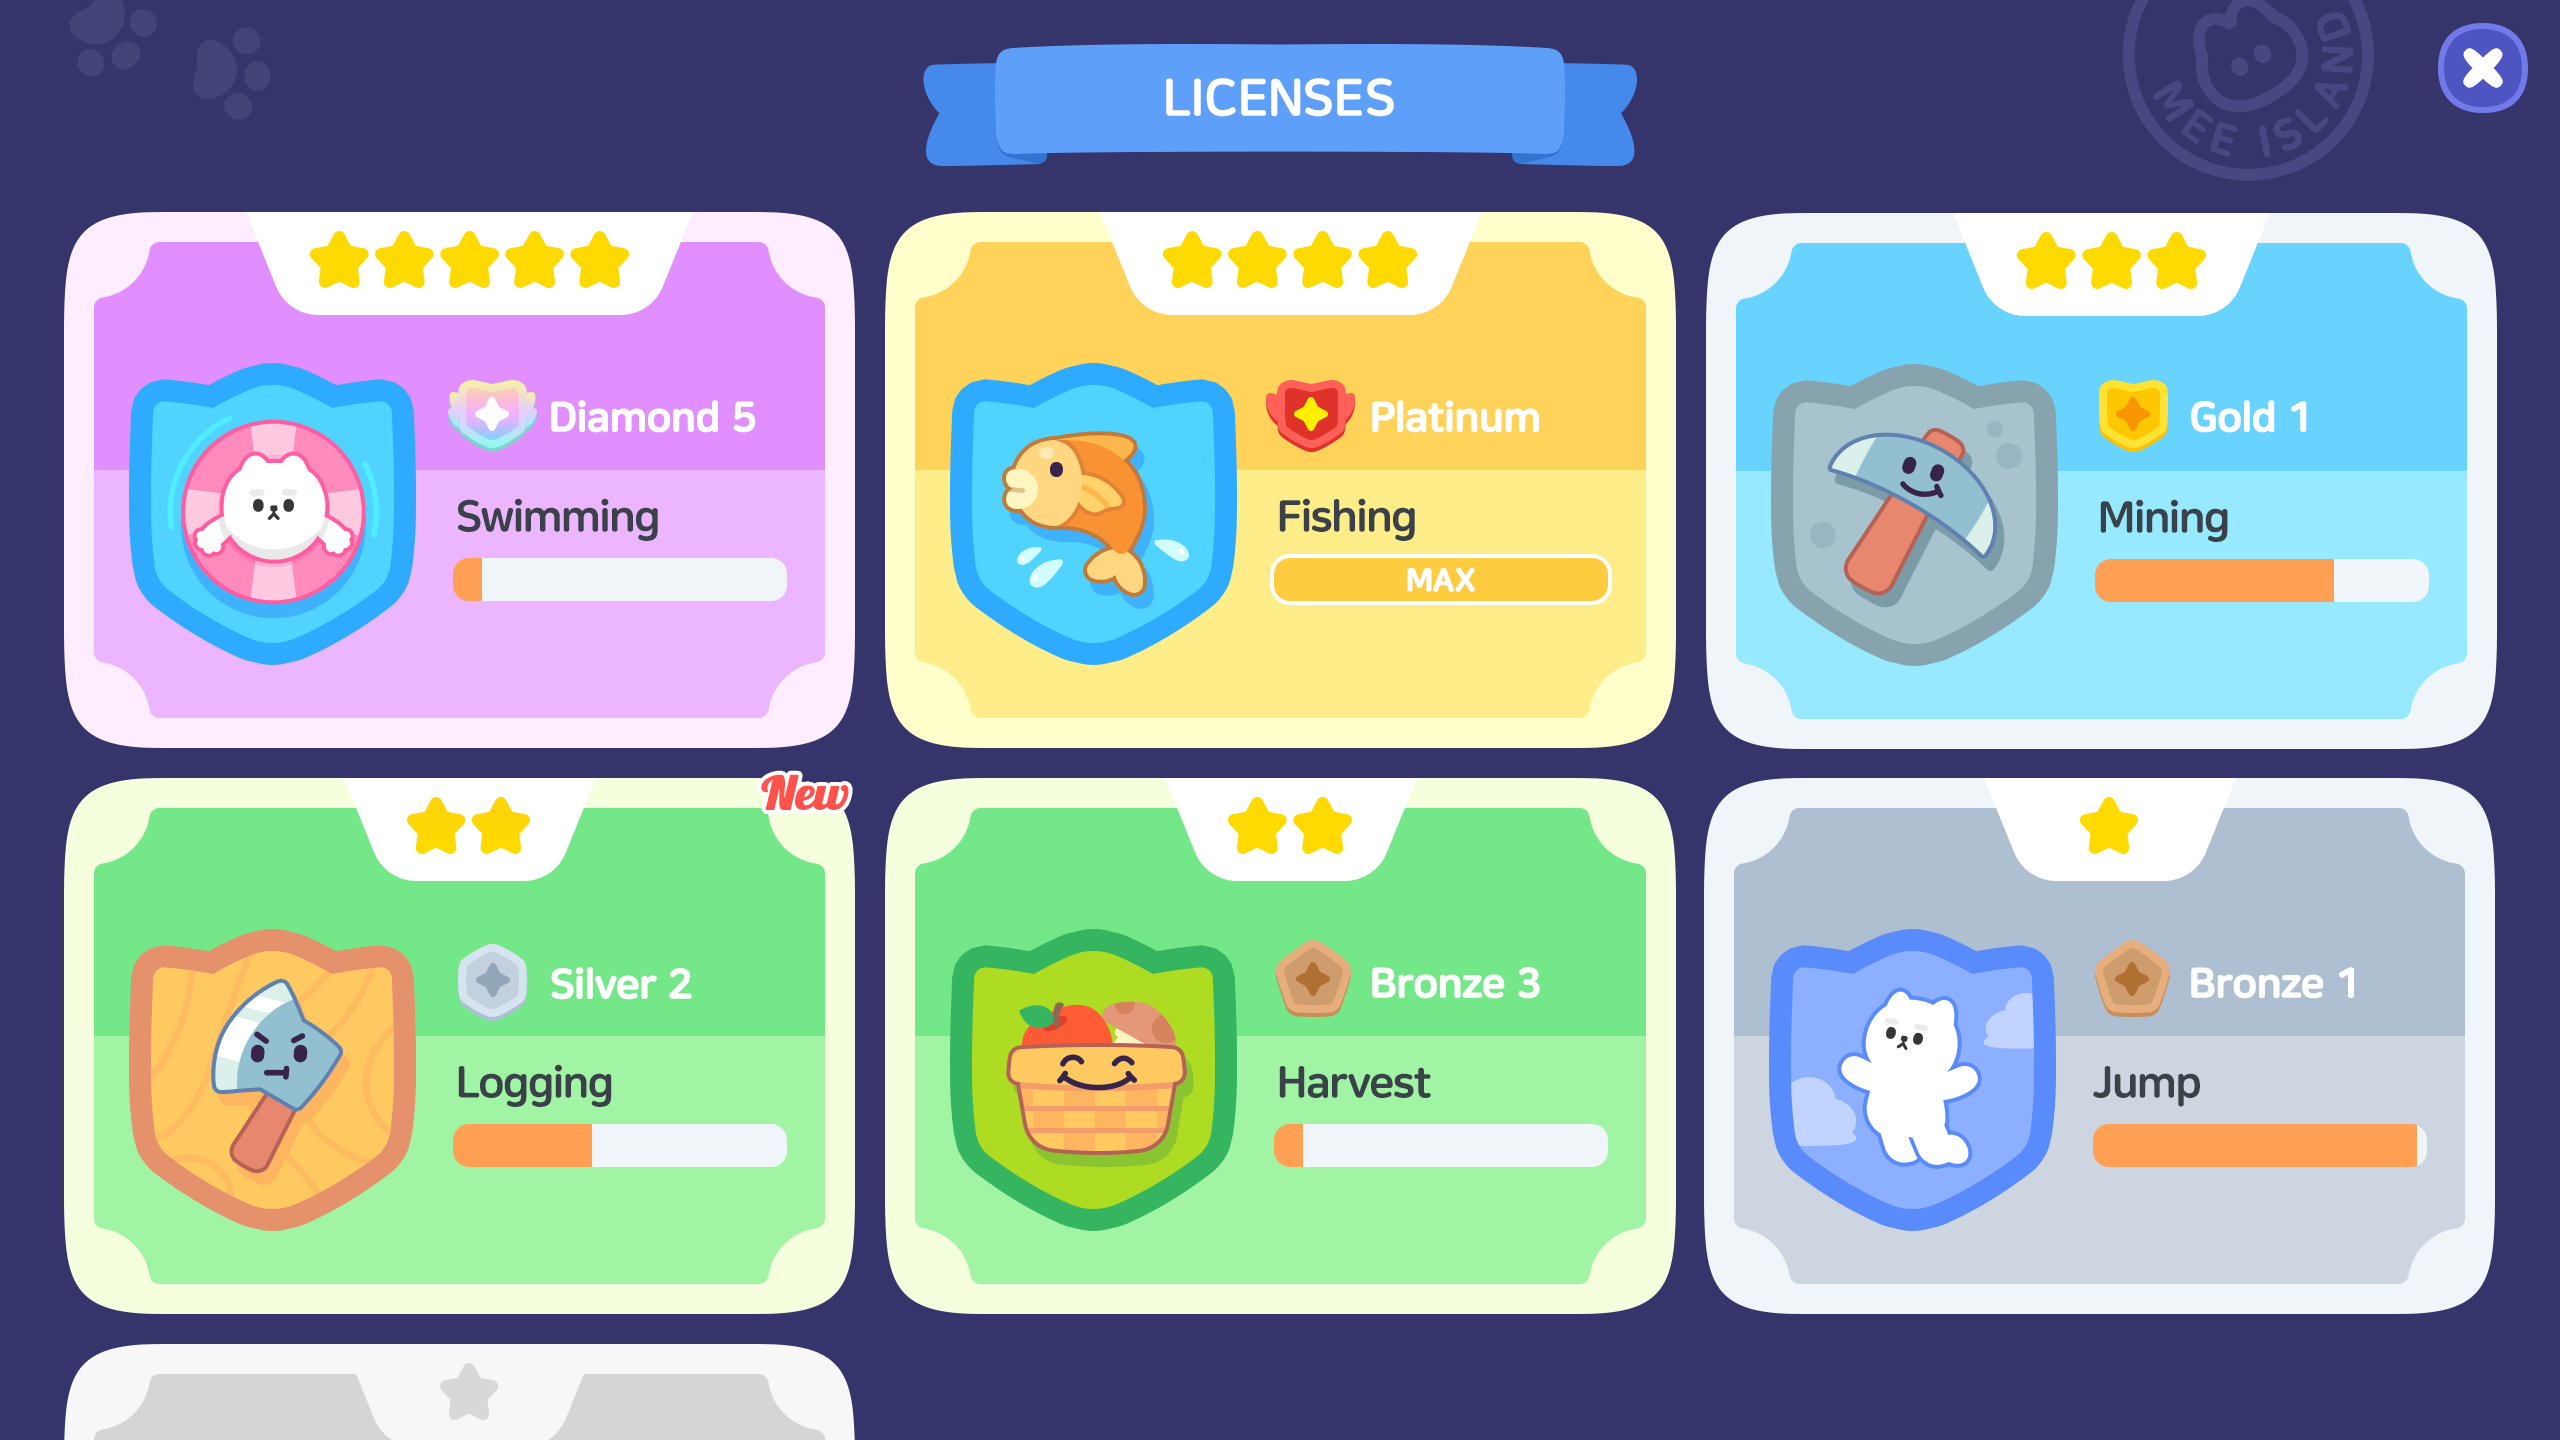 LICENSES
MEE ISLAND
Diamond 5
Swimming
Platinum
Fishing
MAX
Gold 1
Mining
New
Silver 2
Logging
Bronze 3
Harvest
Bronze 1
Jump